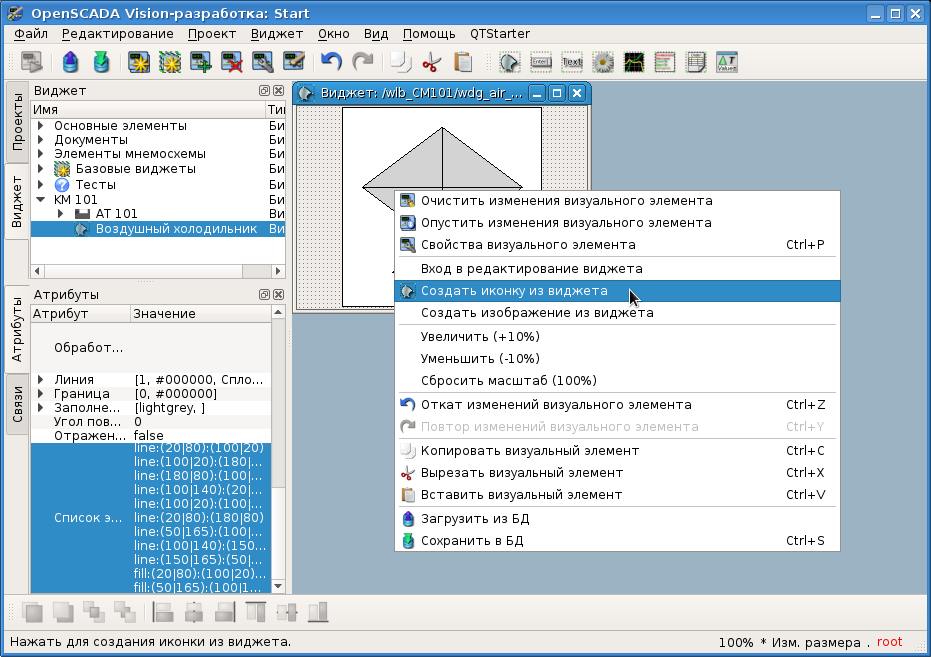 OpenSCADA Vision-разработка: Start
Файл Редактирование Проект Виджет Окно Вид Помощь QTStarter
Проекты
Виджет
Атрибуты
Связи
Виджет
Имя Ти
Основные элементы Би
Документы Би
Элементы мнемосхемы Би
Базовые виджеты Би
Тесты Би
КМ 101 Би
АТ 101 Ви
Воздушный холодильник Ви
Атрибуты
Атрибут Значение
Обработ...
Линия [1, #000000, Спло...
Граница [0, #000000]
Заполне... [lightgrey, ]
Угол пов... 0
Отражен... false
Список э...
line:(20|80):(100|20)
line:(100|20):(180|...
line:(180|80):(100|...
line:(100|140):(20|...
line:(100|20):(100|...
line:(20|80):(180|80)
line:(50|165):(100|...
line:(100|140):(150...
line:(150|165):(50|...
fill:(20|80):(100|20)...
fill:(50|165):(100|1...
Виджет: /wlb_CM101/wdg_air_...
Очистить изменения визуального элемента
Опустить изменения визуального элемента
Свойства визуального элемента Ctrl+P
Вход в редактирование виджета
Создать иконку из виджета
Создать изображение из виджета
Увеличить (+10%)
Уменьшить (-10%)
Сбросить масштаб (100%)
Откат изменений визуального элемента Ctrl+Z
Повтор изменений визуального элемента Ctrl+Y
Копировать визуальный элемент Ctrl+C
Вырезать визуальный элемент Ctrl+X
Вставить визуальный элемент Ctrl+V
Загрузить из БД
Сохранить в БД Ctrl+S
Нажать для создания иконки из виджета.
100% * Изм. размера . root